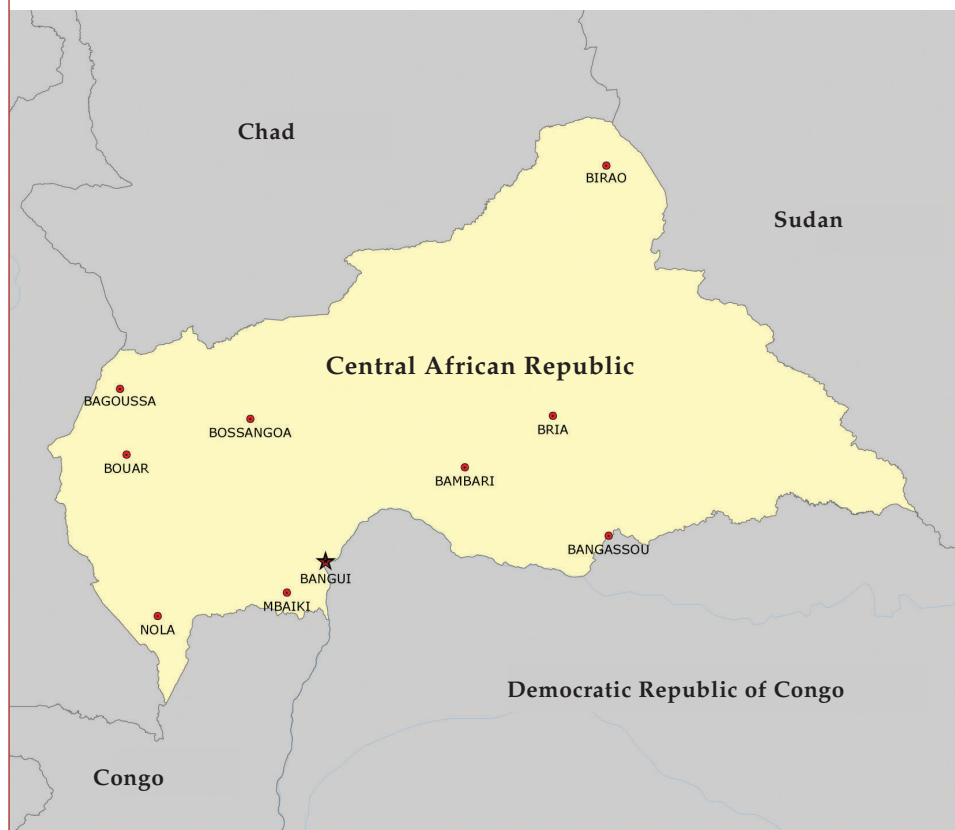 Chad
BIRAO
Sudan
Central African Republic
BAGOUSSA
BOSSANGOA
BRIA
BOUAR
BAMBARI
BANGASSOU
BANGUI
MBAIKI
NOLA
Democratic Republic of Congo
Congo